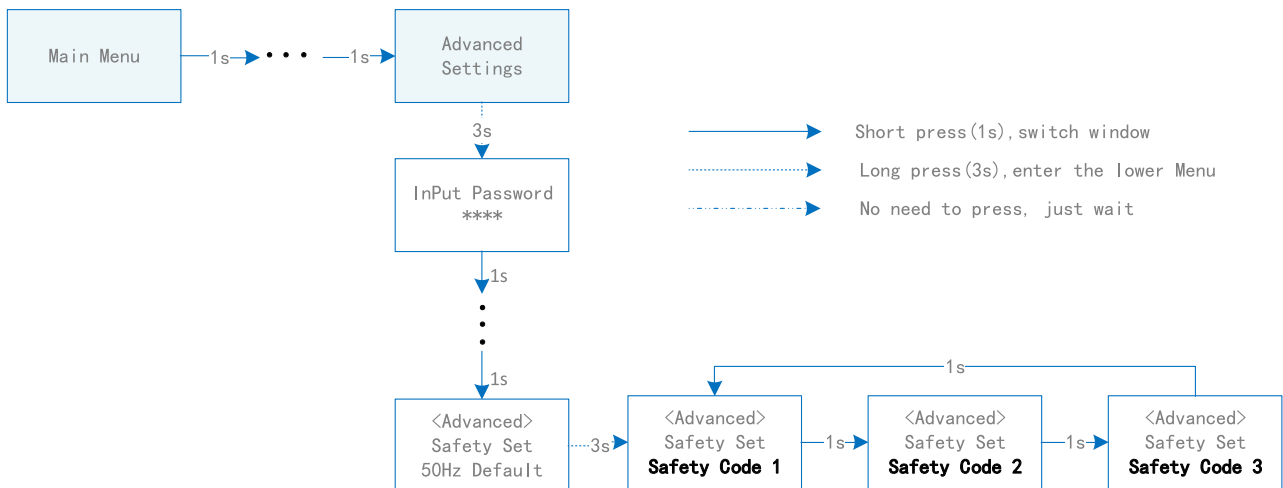 Main Menu
1s
1s
Advanced
Settings
3s
Short press(1s),switch window
Long press(3s),enter the lower Menu
No need to press, just wait
InPut Password
****
1s
1s
1s
<Advanced>
Safety Set
50Hz Default
3s
<Advanced>
Safety Set
Safety Code 1
1s
<Advanced>
Safety Set
Safety Code 2
1s
<Advanced>
Safety Set
Safety Code 3